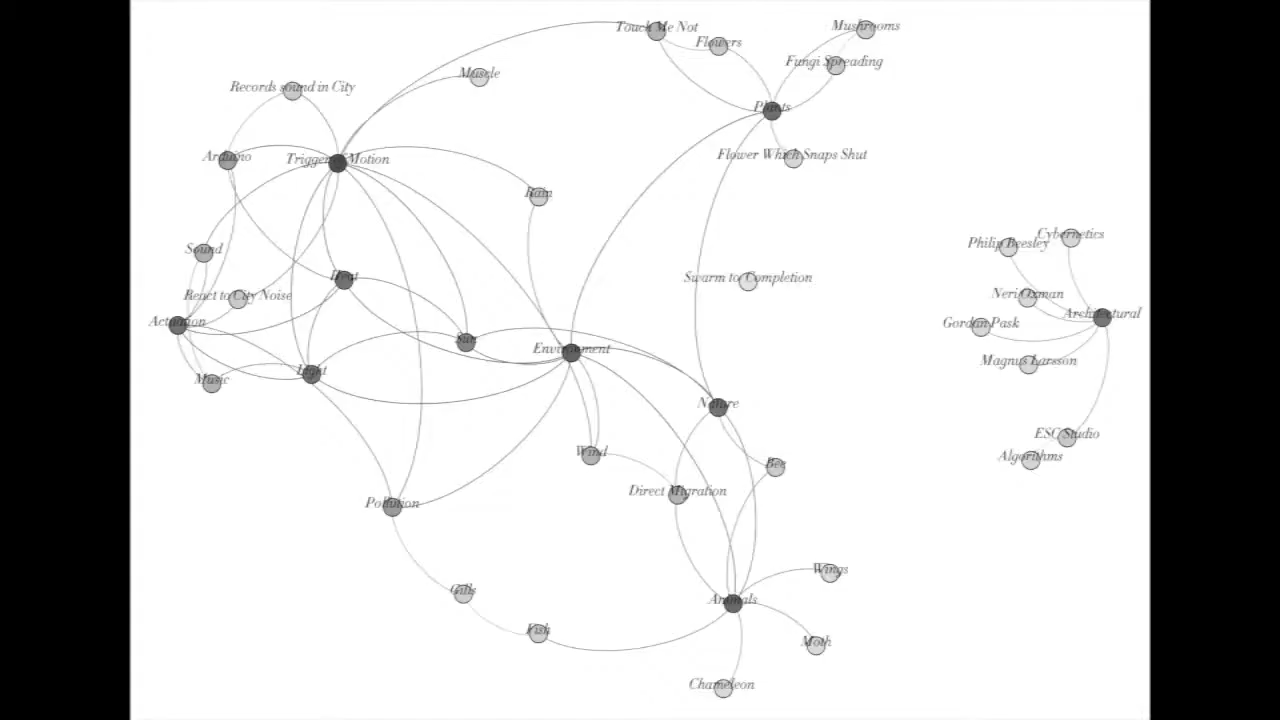 Touch Me Not
Mushrooms
Flowers
Fungi Spreading
Muscle
Records sound in City
Plants
Arduino
Flower Which Snaps Shut
Motion
Rain
Cybernetics
Philip Beesley
Sound
Heat
Swarm to Completion
React to City Noise
Neri Oxman
Architectural
Actuation
Gordan Pask
Sun
Enviroment
Magnus Larsson
Light
Music
Nature
ESC Studio
Wind
Algorithms
Bee
Direct Migration
Pollution
Wings
Gills
Animals
Fish
Moth
Chameleon